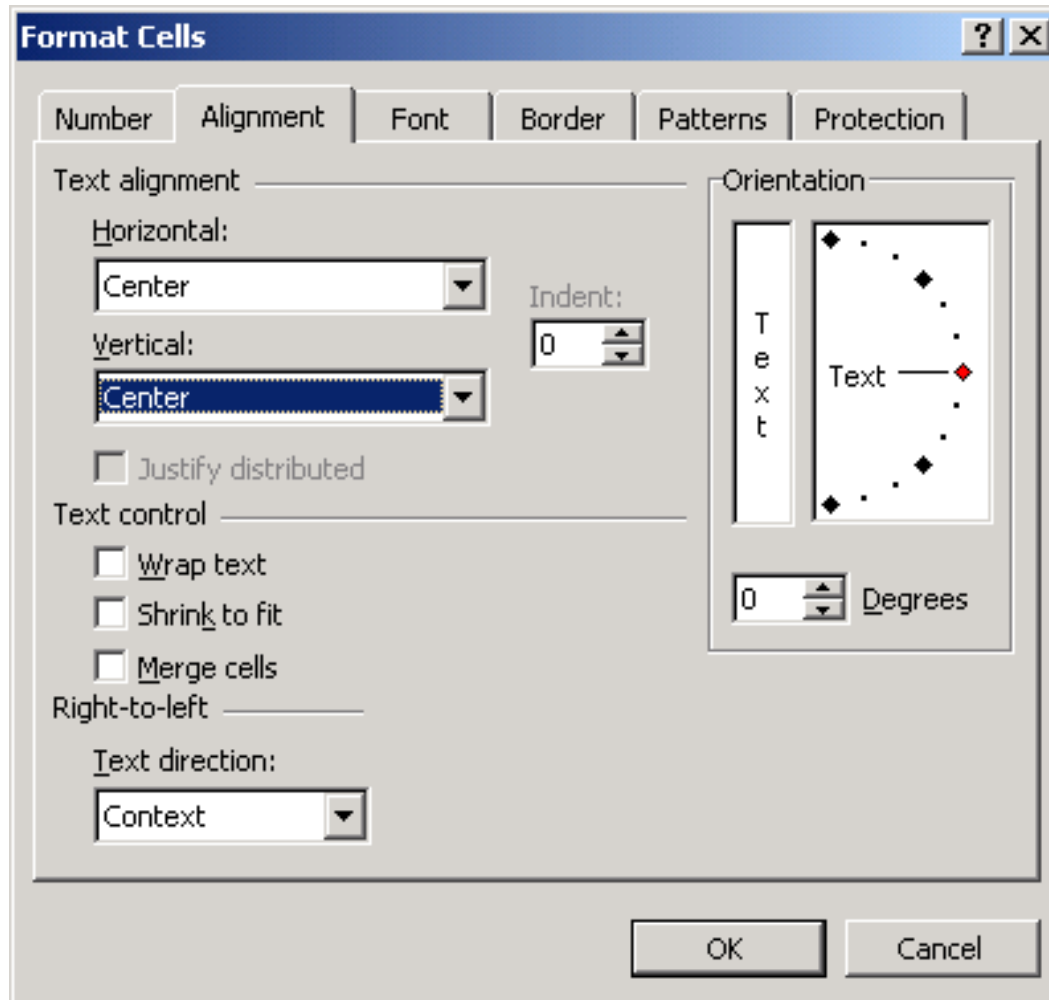 Format Cells
Number Alignment Font Border Patterns Protection
Text alignment
Horizontal:
Center
Indent:
0
Vertical:
Center
Justify distributed
Text control
Wrap text
Shrink to fit
Merge cells
Right-to-left
Text direction:
Context
Orientation
Text
Text
0 Degrees
OK Cancel